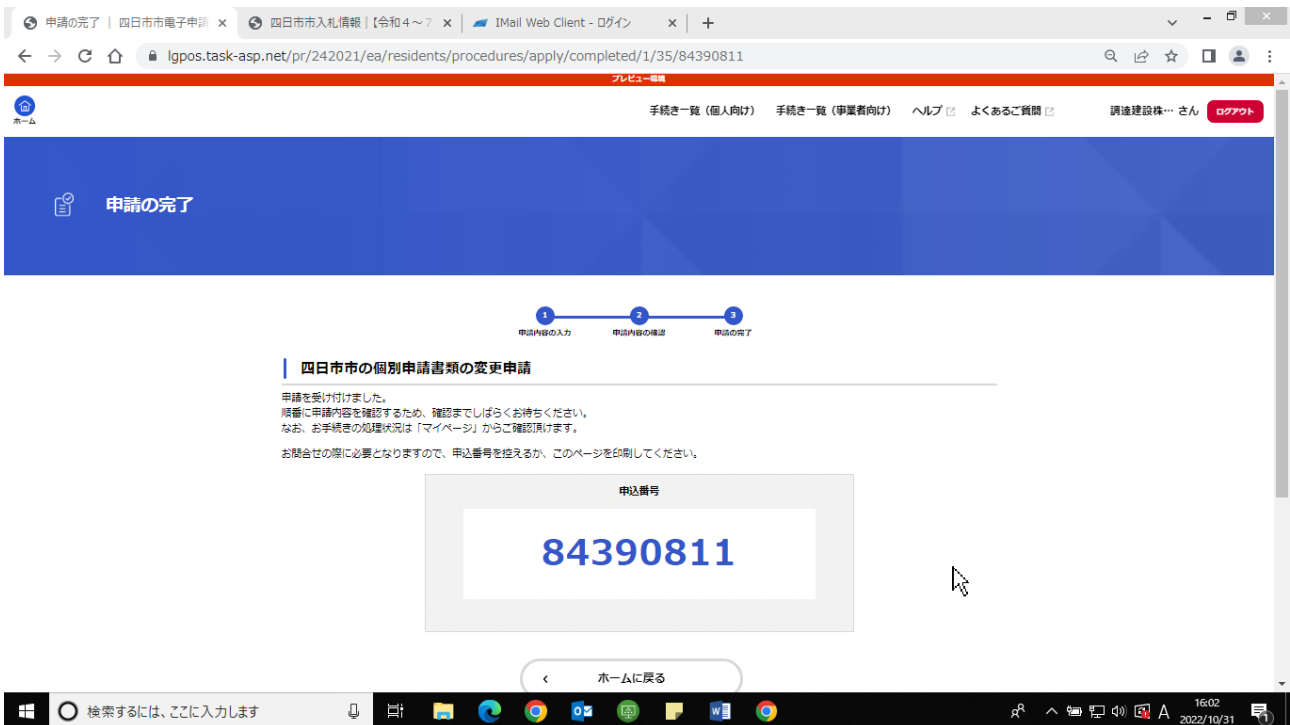 申請の完了 | 四日市市電子申請
四日市市入札情報 |【令和４～７
IMail Web Client - ログイン
lgpos.task-asp.net/pr/242021/ea/residents/procedures/apply/completed/1/35/84390811
プレビュー環境
ホーム
手続き一覧（個人向け） 手続き一覧（事業者向け） ヘルプ よくあるご質問 調達建設株… さん ログアウト
申請の完了
1 2 3
申請内容の入力 申請内容の確認 申請の完了
四日市市の個別申請書類の変更申請
申請を受け付けました。
順番に申請内容を確認するため、確認までしばらくお待ちください。
なお、お手続きの処理状況は「マイページ」からご確認頂けます。
お問合せの際に必要となりますので、申込番号を控えるか、このページを印刷してください。
申込番号
84390811
ホームに戻る
検索するには、ここに入力します
A
16:02
2022/10/31